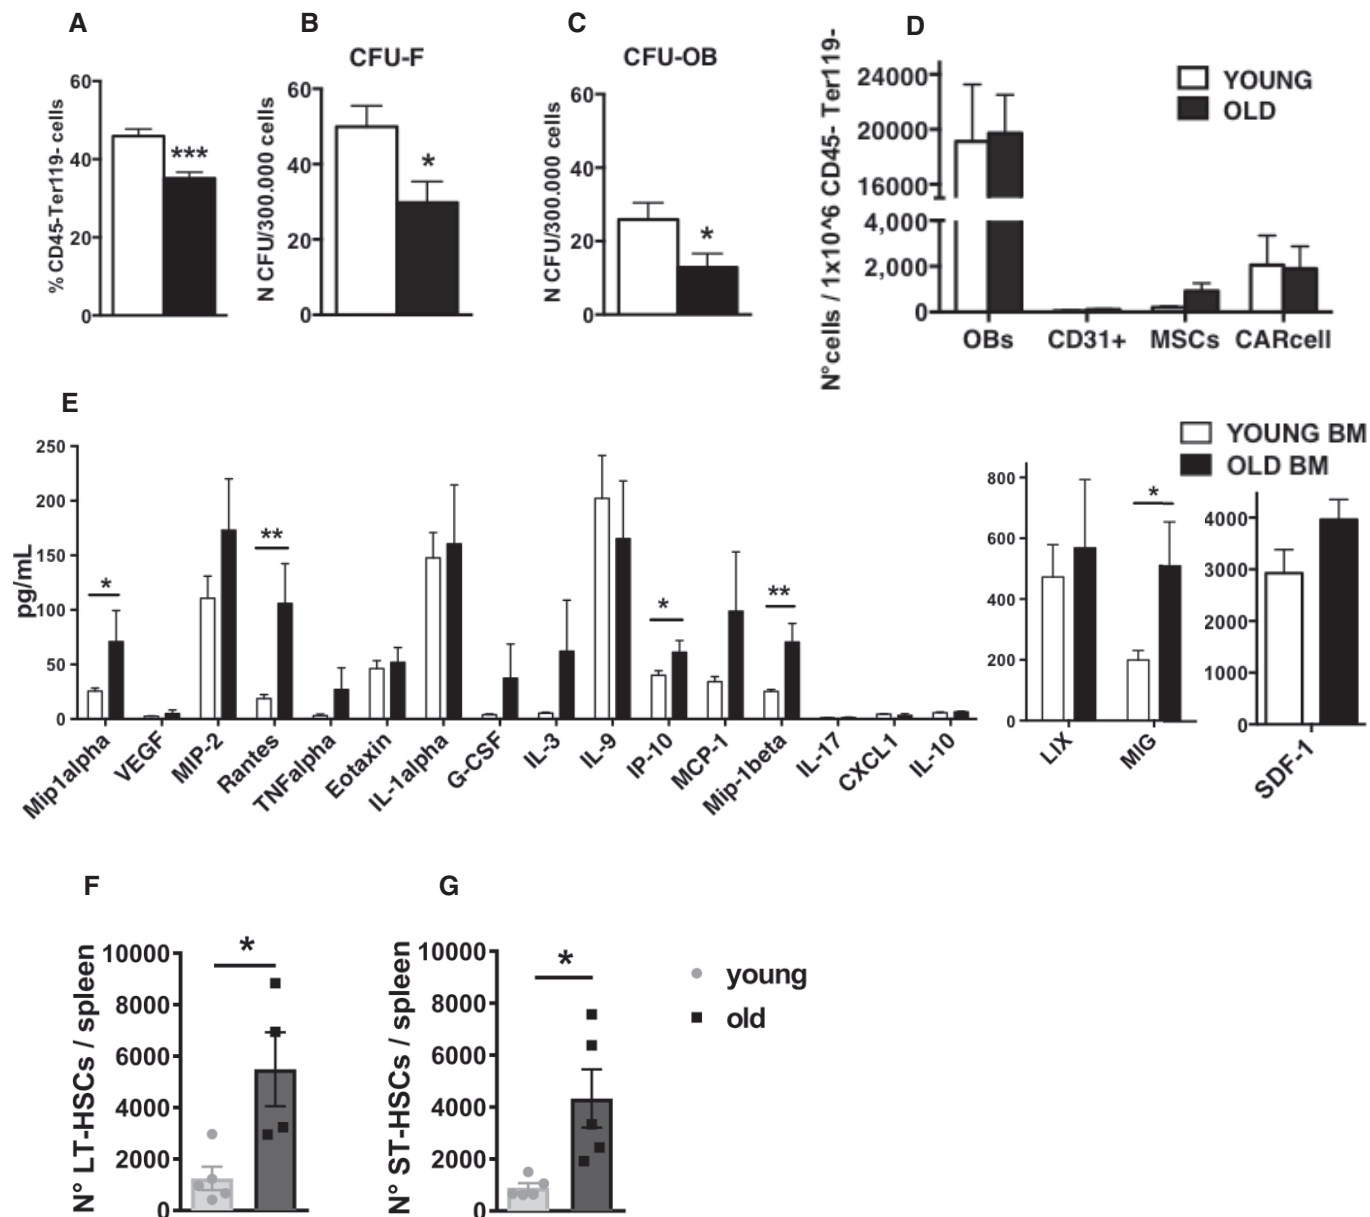 A
B
C
D
CFU-F
CFU-OB
% CD45-Ter119- cells
60
40
20
0
***
N CFU/300.000 cells
60
40
20
0
*
N CFU/300.000 cells
60
40
20
0
*
N°cells / 1x10^6 CD45- Ter119-
24000
20000
16000
4,000
2,000
0
YOUNG
OLD
OBs
CD31+
MSCs
CARcell
E
pg/mL
250
200
150
100
50
0
*
**
*
**
Mip1alpha
VEGF
MIP-2
Rantes
TNFalpha
Eotaxin
IL-1alpha
G-CSF
IL-3
IL-9
IP-10
MCP-1
Mip-1beta
IL-17
CXCL1
IL-10
YOUNG BM
OLD BM
800
600
400
200
0
*
LIX
MIG
4000
3000
2000
1000
0
SDF-1
F
G
N° LT-HSCs / spleen
10000
8000
6000
4000
2000
0
*
N° ST-HSCs / spleen
10000
8000
6000
4000
2000
0
*
young
old